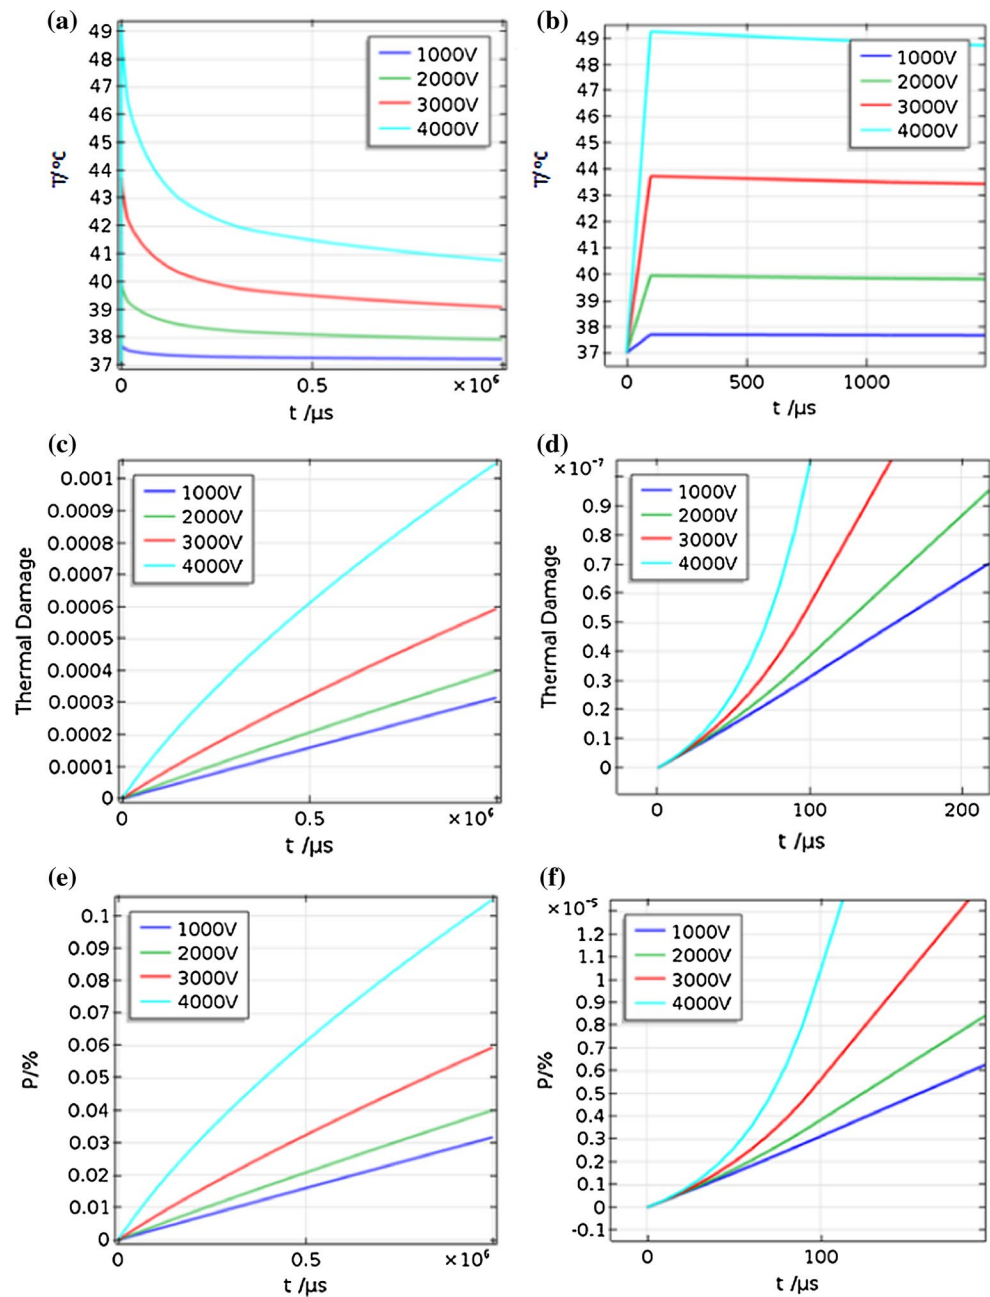 (a)
49
48
47
46
45
44
43
42
41
40
39
38
37
T/°C
1000V
2000V
3000V
4000V
0
0.5
×10⁶
t /μs
(b)
49
48
47
46
45
44
43
42
41
40
39
38
37
T/°C
1000V
2000V
3000V
4000V
0
500
1000
t /μs
(c)
0.001
0.0009
0.0008
0.0007
0.0006
0.0005
0.0004
0.0003
0.0002
0.0001
0
Thermal Damage
1000V
2000V
3000V
4000V
0
0.5
×10⁶
t /μs
(d)
×10⁻⁷
0.9
0.8
0.7
0.6
0.5
0.4
0.3
0.2
0.1
0
Thermal Damage
1000V
2000V
3000V
4000V
0
100
200
t /μs
(e)
0.1
0.09
0.08
0.07
0.06
0.05
0.04
0.03
0.02
0.01
0
P/%
1000V
2000V
3000V
4000V
0
0.5
×10⁶
t /μs
(f)
×10⁻⁵
1.2
1.1
1
0.9
0.8
0.7
0.6
0.5
0.4
0.3
0.2
0.1
0
-0.1
P/%
1000V
2000V
3000V
4000V
0
100
t /μs